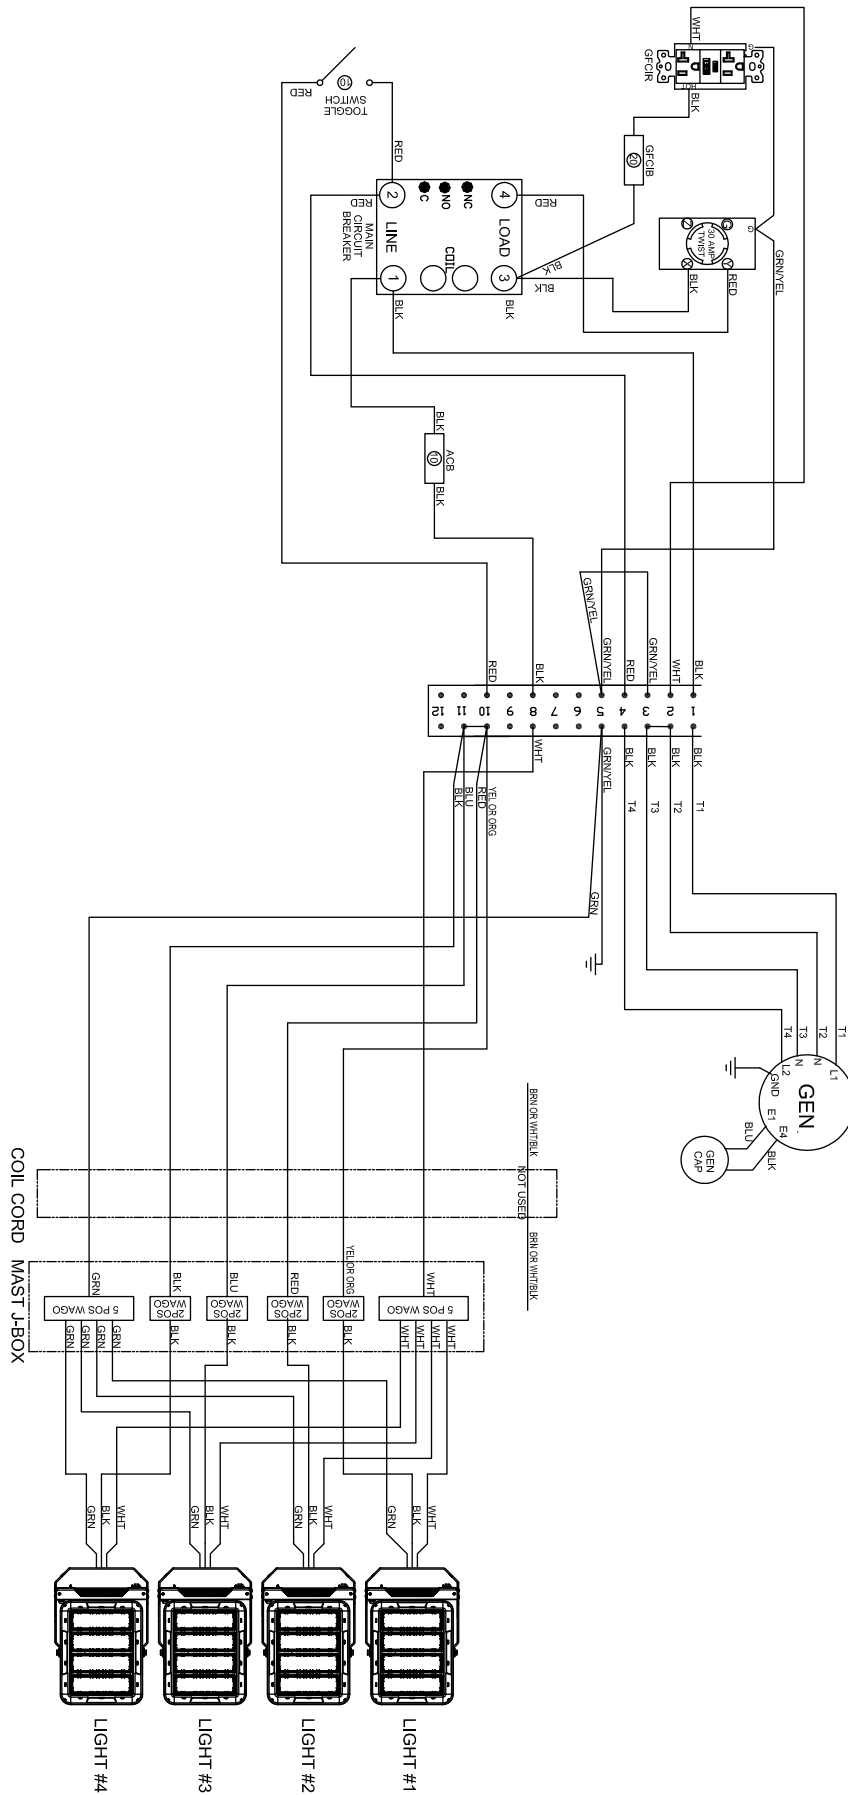 WHT
N
G
GFCIR
HOT
BLK
TOGGLE
SWITCH
10
RED
RED
GFCIB
20
2
RED
C
NO
NC
4
RED
MAIN
CIRCUIT
BREAKER
LINE
LOAD
COIL
1
3
BLK
BLK
BLK
BLK
G
30 AMP
TWIST
Z
G
X
Y
BLK
RED
GRN/YEL
BLK
ACB
10
BLK
GRN/YEL
RED
BLK
GRN/YEL
RED
GRN/YEL
WHT
BLK
12
11
10
9
8
7
6
5
4
3
2
1
WHT
GRN/YEL
BLK
BLK
BLK
BLK
BLK
BLU
RED
YEL OR ORG
T4
T3
T2
T1
GRN
T4
T3
T2
T1
L2
N
N
L1
GND
GEN
E1
E4
BLU
BLK
GEN
CAP
BRN OR WHT/BLK
NOT USED
BRN OR WHT/BLK
COIL CORD
MAST J-BOX
GRN
BLK
BLU
RED
YEL OR ORG
WHT
5 POS WAGO
2POS
WAGO
2POS
WAGO
2POS
WAGO
2POS
WAGO
5 POS WAGO
GRN
GRN
GRN
GRN
BLK
BLK
BLK
BLK
WHT
WHT
WHT
WHT
GRN
BLK
WHT
GRN
BLK
WHT
GRN
BLK
WHT
GRN
BLK
WHT
LIGHT #4
LIGHT #3
LIGHT #2
LIGHT #1